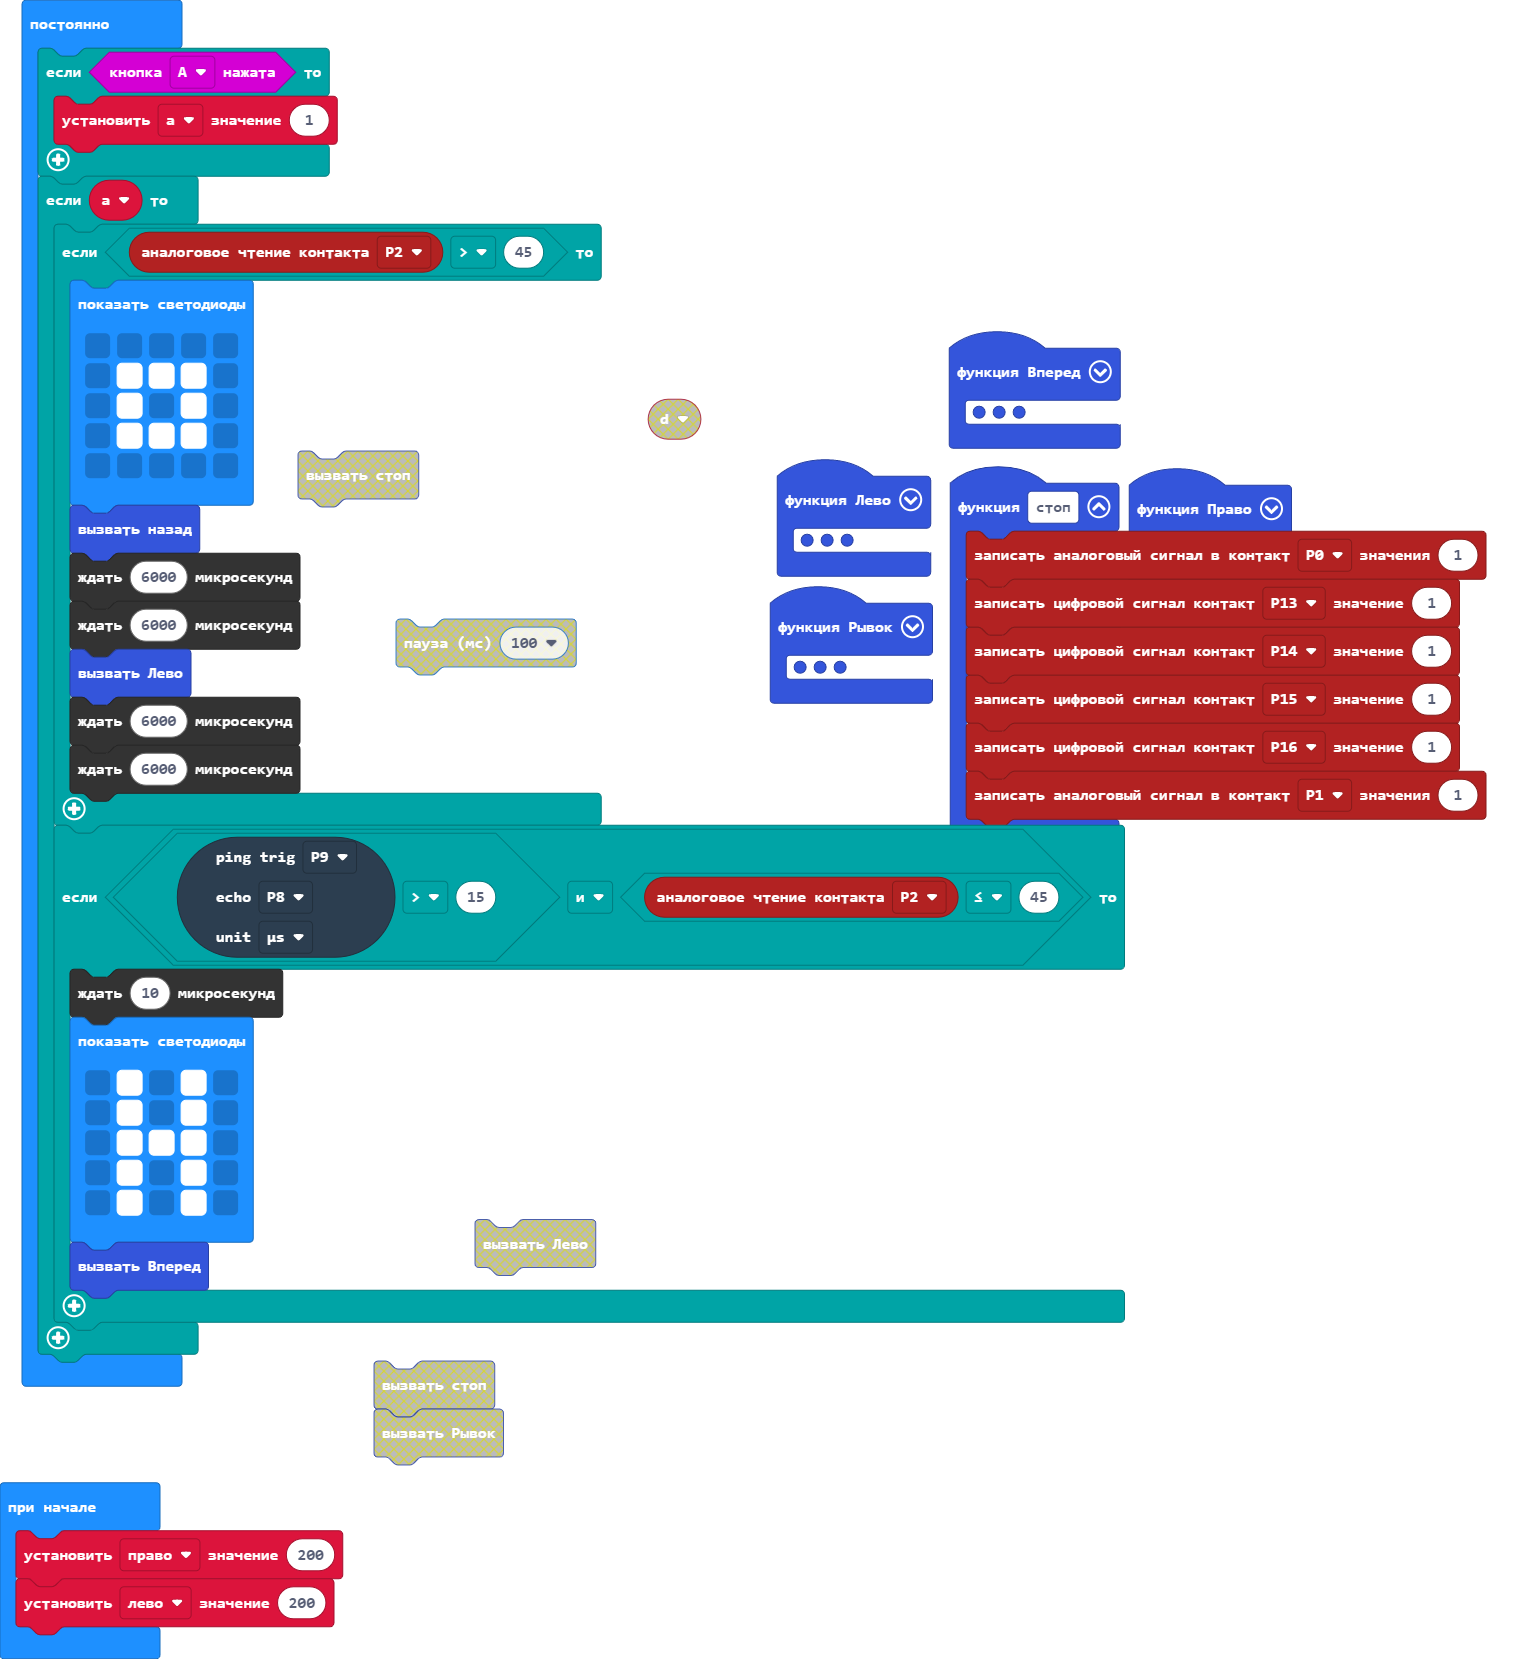 постоянно
если кнопка A нажата то
установить a значение 1
если a то
если аналоговое чтение контакта P2 > 45 то
показать светодиоды
вызвать назад
ждать 6000 микросекунд
ждать 6000 микросекунд
вызвать Лево
ждать 6000 микросекунд
ждать 6000 микросекунд
если ping trig P9
echo P8
unit µs
> 15 и аналоговое чтение контакта P2 ≤ 45 то
ждать 10 микросекунд
показать светодиоды
вызвать Вперед
вызвать стоп
d
пауза (мс) 100
функция Вперед
функция Лево
функция Рывок
функция стоп
записать аналоговый сигнал в контакт P0 значения 1
записать цифровой сигнал контакт P13 значение 1
записать цифровой сигнал контакт P14 значение 1
записать цифровой сигнал контакт P15 значение 1
записать цифровой сигнал контакт P16 значение 1
записать аналоговый сигнал в контакт P1 значения 1
функция Право
вызвать Лево
вызвать стоп
вызвать Рывок
при начале
установить право значение 200
установить лево значение 200